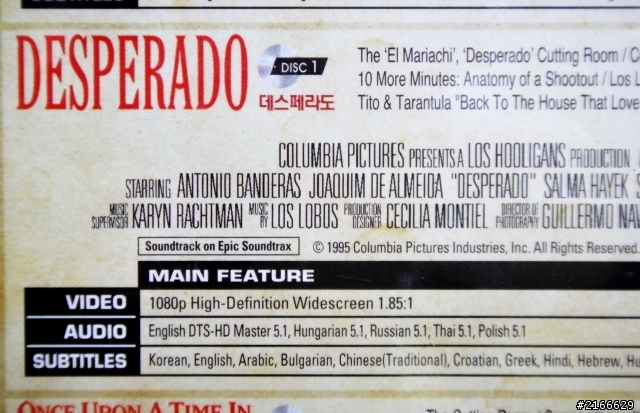 SUBTITLES
DESPERADO
DISC 1
데스페라도
The 'El Mariachi', 'Desperado' Cutting Room /
10 More Minutes: Anatomy of a Shootout / Los
Tito & Tarantula "Back To The House That Love
COLUMBIA PICTURES PRESENTS A LOS HOOLIGANS PRODUCTION
STARRING ANTONIO BANDERAS JOAQUIM DE ALMEIDA "DESPERADO" SALMA HAYEK
MUSIC SUPERVISOR KARYN RACHTMAN MUSIC BY LOS LOBOS PRODUCTION DESIGNER CECILIA MONTIEL DIRECTOR OF PHOTOGRAPHY GUILLERMO
Soundtrack on Epic Soundtrax © 1995 Columbia Pictures Industries, Inc. All Rights Reserved.
MAIN FEATURE
VIDEO 1080p High-Definition Widescreen 1.85:1
AUDIO English DTS-HD Master 5.1, Hungarian 5.1, Russian 5.1, Thai 5.1, Polish 5.1
SUBTITLES Korean, English, Arabic, Bulgarian, Chinese(Traditional), Croatian, Greek, Hindi, Hebrew,
ONCE UPON A TIME IN
#2166629